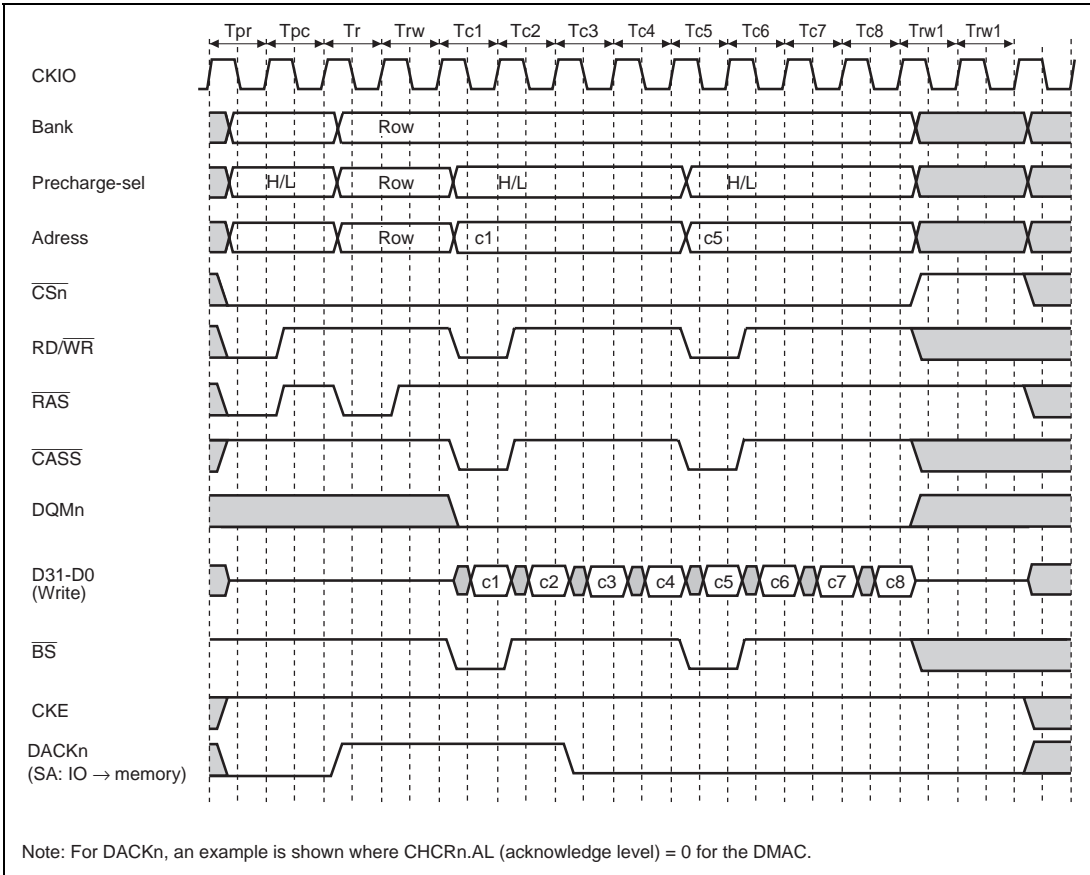 Tpr Tpc Tr Trw Tc1 Tc2 Tc3 Tc4 Tc5 Tc6 Tc7 Tc8 Trw1 Trw1
CKIO
Bank Row
Precharge-sel H/L Row H/L H/L
Adress Row c1 c5
CSn
RD/WR
RAS
CASS
DQMn
D31-D0
(Write)
c1 c2 c3 c4 c5 c6 c7 c8
BS
CKE
DACKn
(SA: IO → memory)
Note: For DACKn, an example is shown where CHCRn.AL (acknowledge level) = 0 for the DMAC.